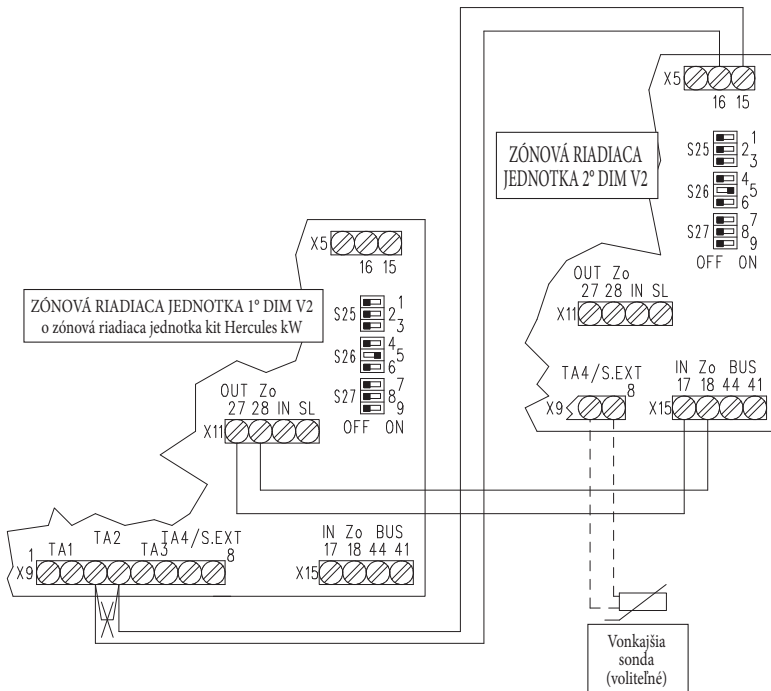 X5
16 15
ZÓNOVÁ RIADIACA
JEDNOTKA 2° DIM V2
S25
1
2
3
S26
4
5
6
S27
7
8
9
OFF ON
OUT Zo
27 28 IN SL
X11
TA4/S.EXT
8
X9
IN Zo BUS
17 18 44 41
X15
X5
16 15
ZÓNOVÁ RIADIACA JEDNOTKA 1° DIM V2
o zónová riadiaca jednotka kit Hercules kW
S25
1
2
3
S26
4
5
6
S27
7
8
9
OFF ON
OUT Zo
27 28 IN SL
X11
1 TA1 TA2 TA3 TA4/S.EXT 8
X9
IN Zo BUS
17 18 44 41
X15
Vonkajšia
sonda
(voliteľné)